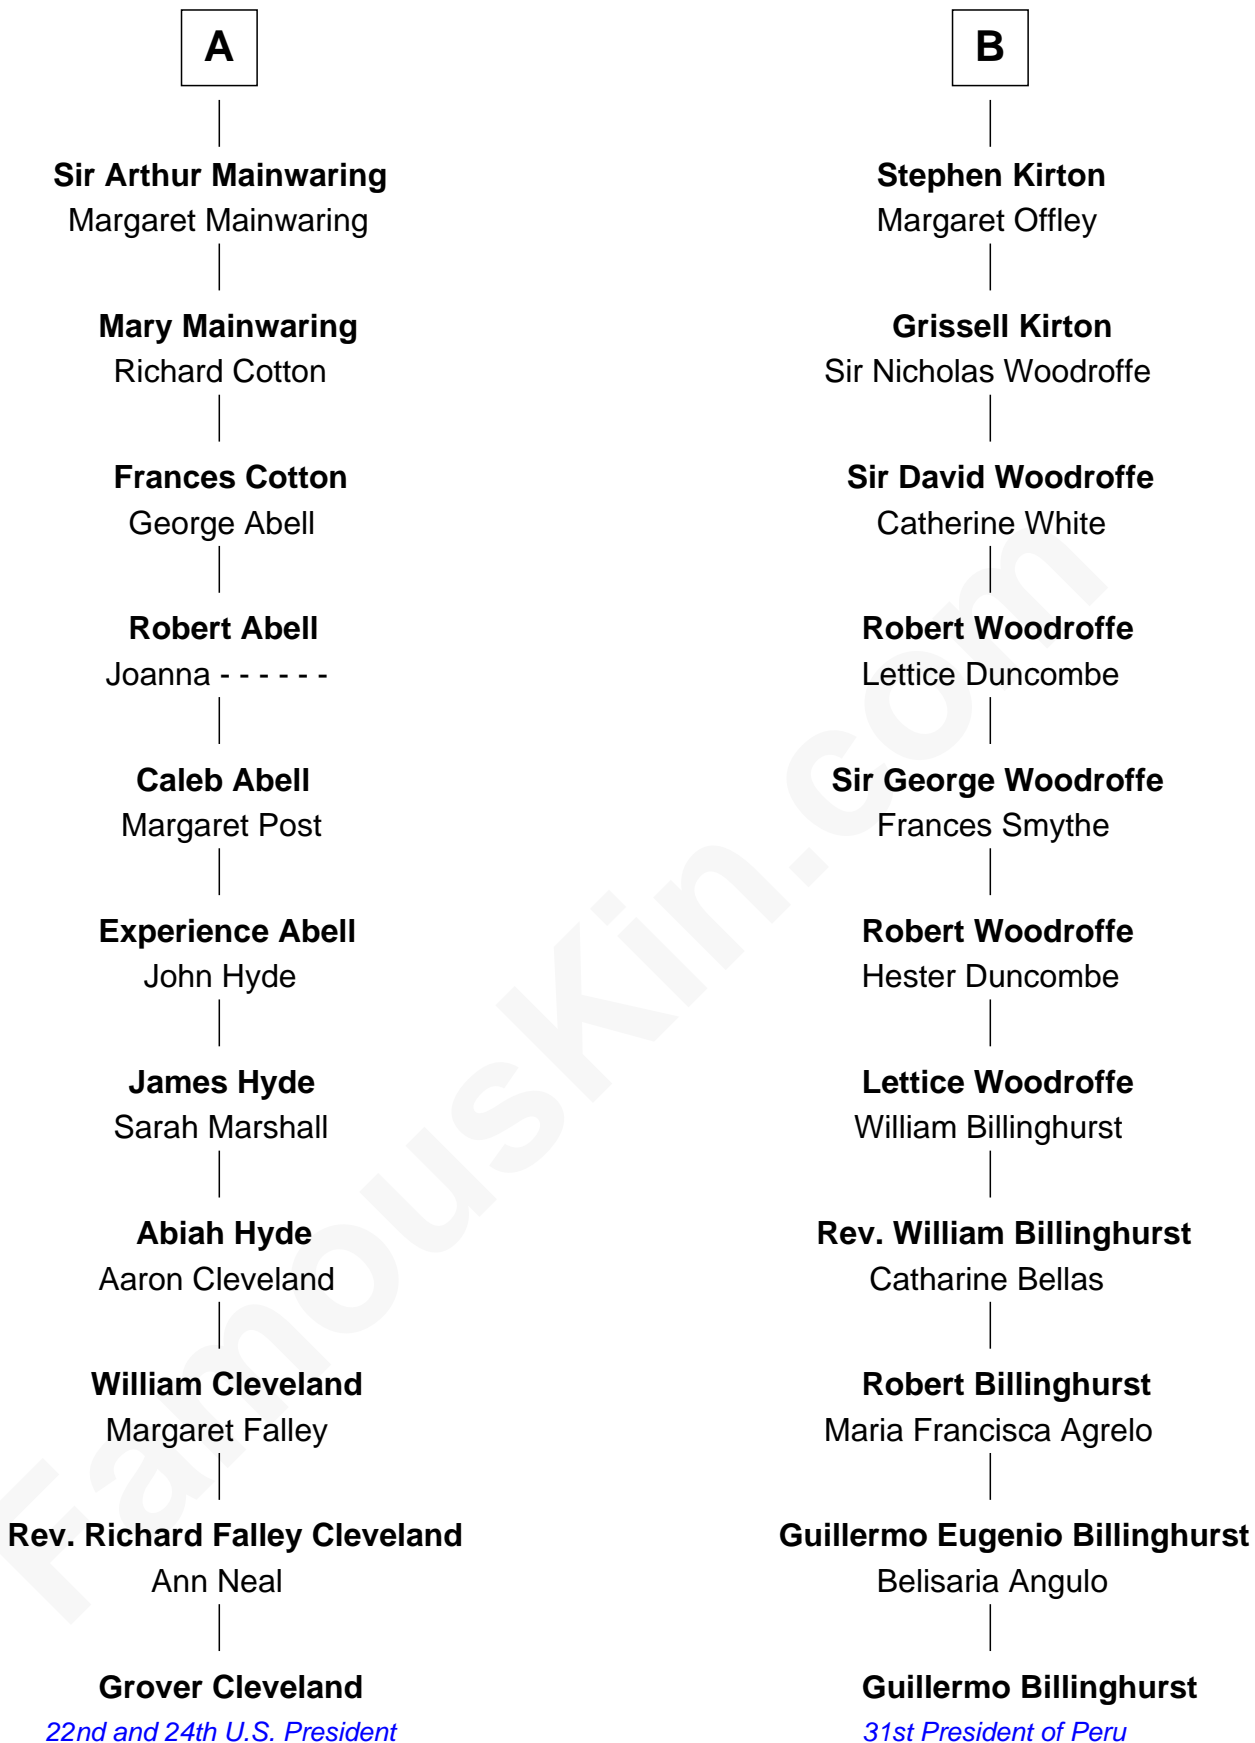 A
Sir Arthur Mainwaring
Margaret Mainwaring
Mary Mainwaring
Richard Cotton
Frances Cotton
George Abell
Robert Abell
Joanna - - - - - -
Caleb Abell
Margaret Post
Experience Abell
John Hyde
James Hyde
Sarah Marshall
Abiah Hyde
Aaron Cleveland
William Cleveland
Margaret Falley
Rev. Richard Falley Cleveland
Ann Neal
Grover Cleveland
22nd and 24th U.S. President
B
Stephen Kirton
Margaret Offley
Grissell Kirton
Sir Nicholas Woodroffe
Sir David Woodroffe
Catherine White
Robert Woodroffe
Lettice Duncombe
Sir George Woodroffe
Frances Smythe
Robert Woodroffe
Hester Duncombe
Lettice Woodroffe
William Billinghurst
Rev. William Billinghurst
Catharine Bellas
Robert Billinghurst
Maria Francisca Agrelo
Guillermo Eugenio Billinghurst
Belisaria Angulo
Guillermo Billinghurst
31st President of Peru
FamousKin.com